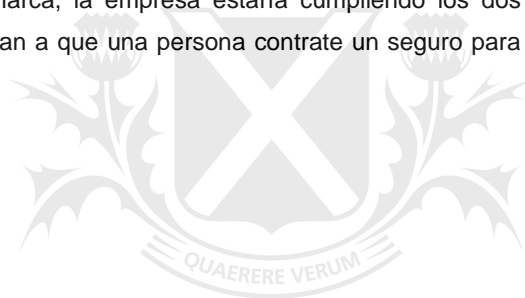 marca, la empresa estaría cumpliendo los dos
an a que una persona contrate un seguro para
QUAERERE VERUM